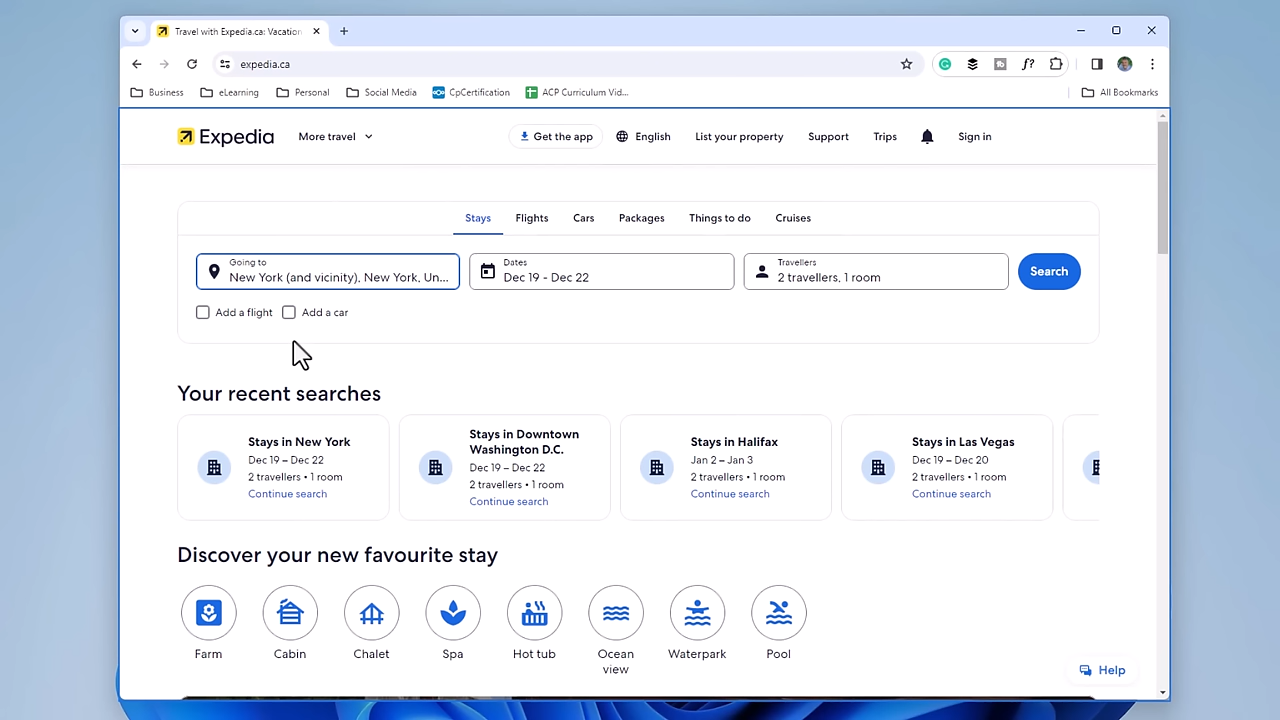 Travel with Expedia.ca: Vacation
expedia.ca
f?
Business
eLearning
Personal
Social Media
CpCertification
ACP Curriculum Vid...
All Bookmarks
Expedia
More travel
Get the app
English
List your property
Support
Trips
Sign in
Stays
Flights
Cars
Packages
Things to do
Cruises
Going to
New York (and vicinity), New York, Un...
Dates
Dec 19 - Dec 22
Travellers
2 travellers, 1 room
Search
Add a flight
Add a car
Your recent searches
Stays in New York
Dec 19 – Dec 22
2 travellers • 1 room
Continue search
Stays in Downtown
Washington D.C.
Dec 19 – Dec 22
2 travellers • 1 room
Continue search
Stays in Halifax
Jan 2 – Jan 3
2 travellers • 1 room
Continue search
Stays in Las Vegas
Dec 19 – Dec 20
2 travellers • 1 room
Continue search
Discover your new favourite stay
Farm
Cabin
Chalet
Spa
Hot tub
Ocean
view
Waterpark
Pool
Help